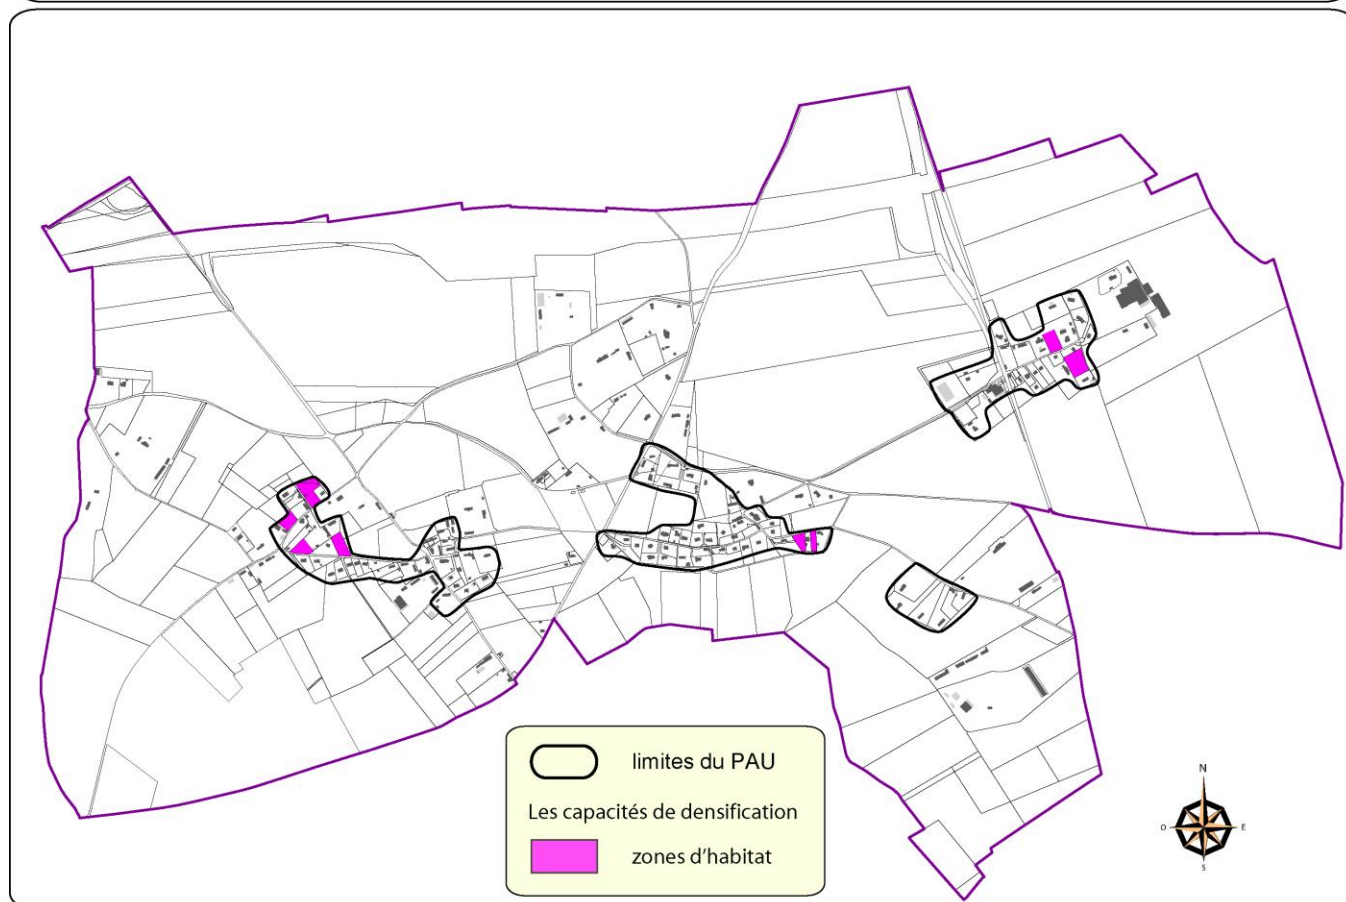 limites du PAU
Les capacités de densification
zones d'habitat
N
O
E
S